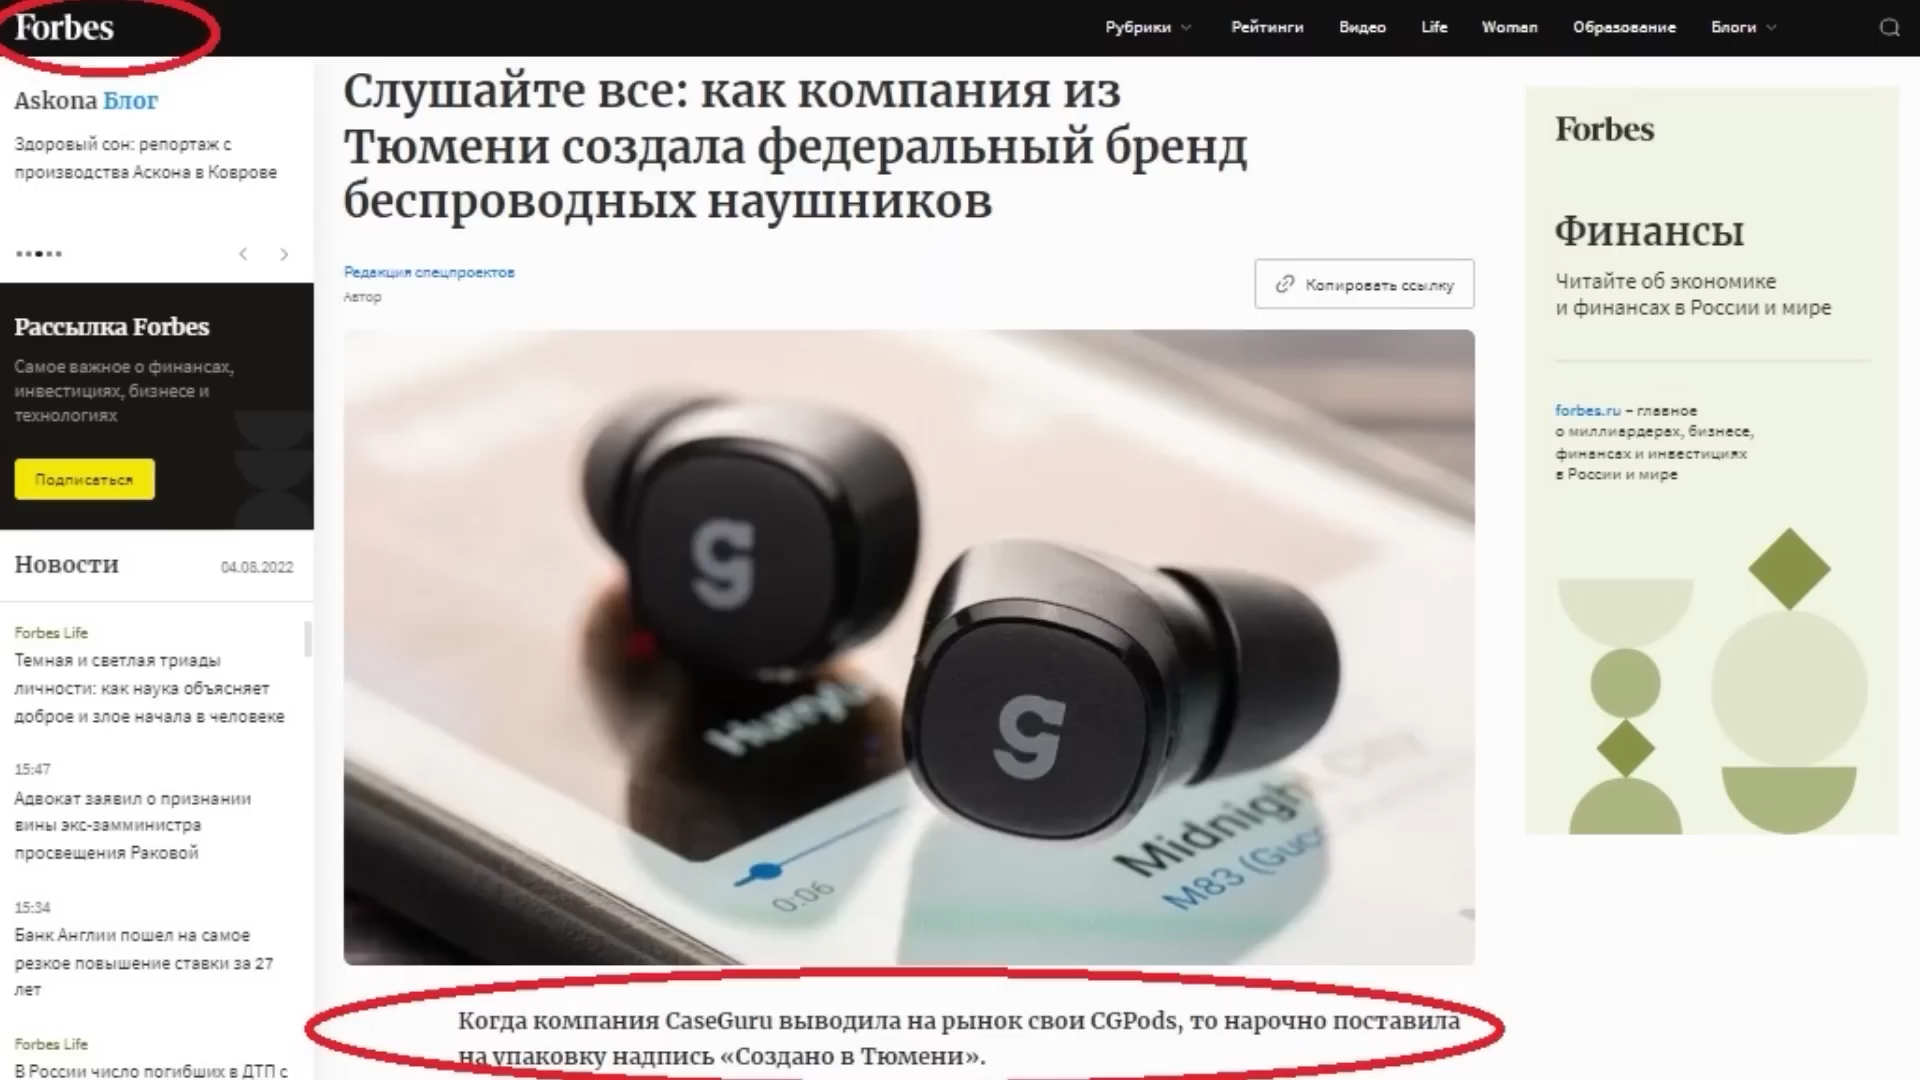 Forbes
Рубрики
Рейтинги
Видео
Life
Woman
Образование
Блоги
Askona Блог
Здоровый сон: репортаж с
производства Аскона в Коврове
Рассылка Forbes
Самое важное о финансах,
инвестициях, бизнесе и
технологиях
Подписаться
Новости
04.08.2022
Forbes Life
Темная и светлая триады
личности: как наука объясняет
доброе и злое начала в человеке
15:47
Адвокат заявил о признании
вины экс-замминистра
просвещения Раковой
15:34
Банк Англии пошел на самое
резкое повышение ставки за 27
лет
Forbes Life
В России число погибших в ДТП с
Слушайте все: как компания из
Тюмени создала федеральный бренд
беспроводных наушников
Редакция спецпроектов
Автор
Копировать ссылку
0:06
Midnight City
M83
Когда компания CaseGuru выводила на рынок свои CGPods, то нарочно поставила
на упаковку надпись «Создано в Тюмени».
Forbes
Финансы
Читайте об экономике
и финансах в России и мире
forbes.ru – главное
о миллиардерах, бизнесе,
финансах и инвестициях
в России и мире